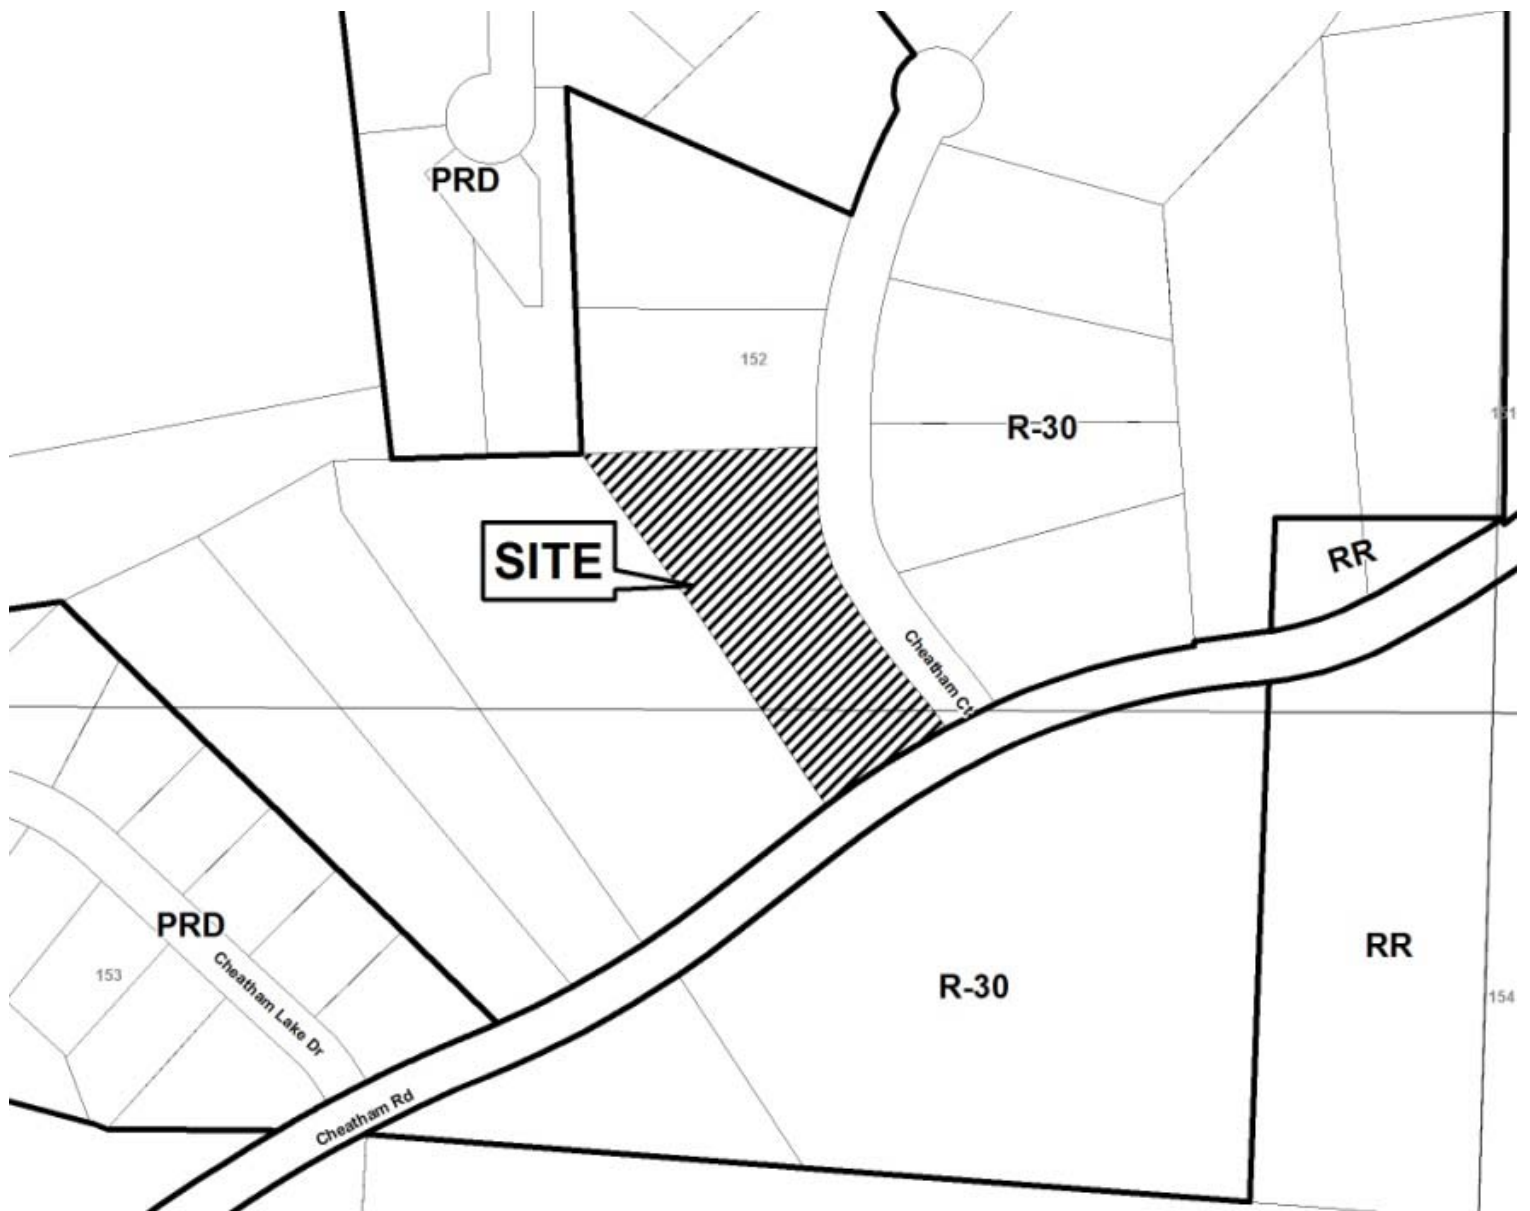 PRD
152
151
R-30
SITE
RR
Cheatham Ct
PRD
RR
153
R-30
154
Cheatham Lake Dr
Cheatham Rd